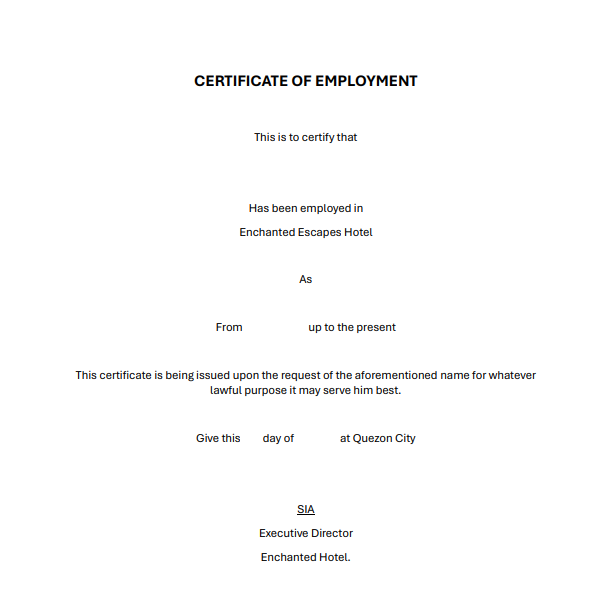 CERTIFICATE OF EMPLOYMENT
This is to certify that
Has been employed in
Enchanted Escapes Hotel
As
From up to the present
This certificate is being issued upon the request of the aforementioned name for whatever
lawful purpose it may serve him best.
Give this day of at Quezon City
SIA
Executive Director
Enchanted Hotel.